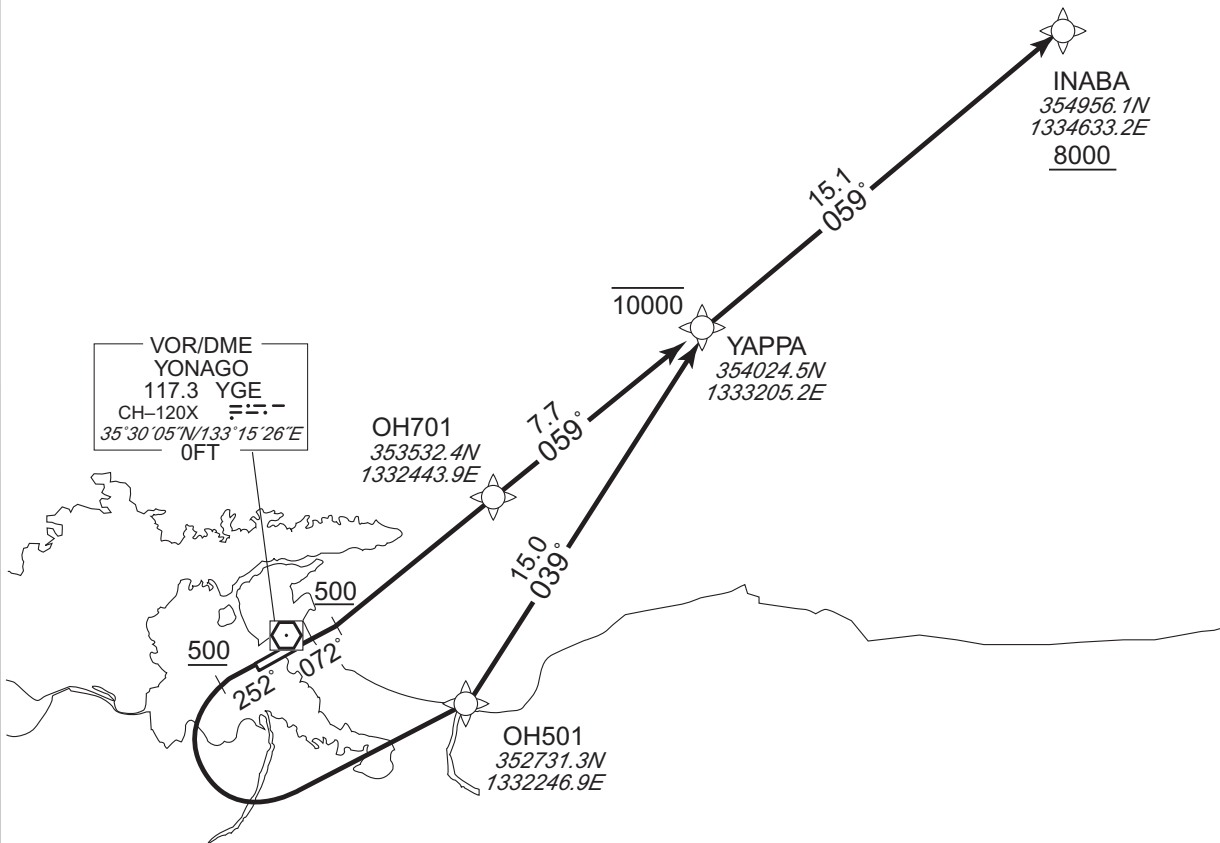 INABA
354956.1N
1334633.2E
8000
15.1
059°
10000
YAPPA
354024.5N
1333205.2E
VOR/DME
YONAGO
117.3 YGE
CH–120X
35°30′05″N/133°15′26″E
0FT
OH701
353532.4N
1332443.9E
7.7
059°
15.0
039°
500
500
072°
252°
OH501
352731.3N
1332246.9E